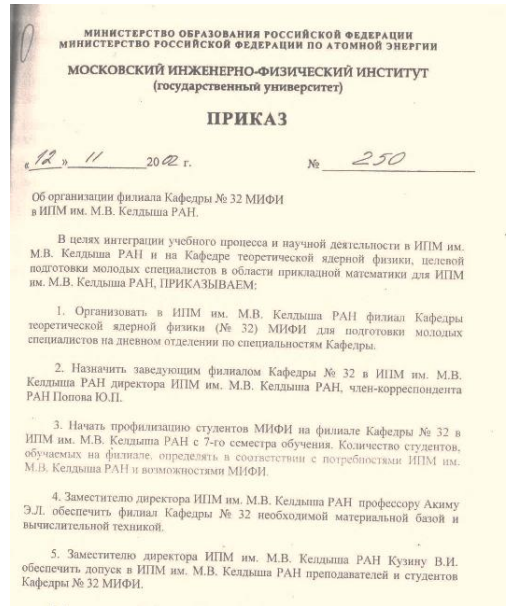 МИНИСТЕРСТВО ОБРАЗОВАНИЯ РОССИЙСКОЙ ФЕДЕРАЦИИ
МИНИСТЕРСТВО РОССИЙСКОЙ ФЕДЕРАЦИИ ПО АТОМНОЙ ЭНЕРГИИ
МОСКОВСКИЙ ИНЖЕНЕРНО-ФИЗИЧЕСКИЙ ИНСТИТУТ
(государственный университет)
ПРИКАЗ
«12» 11 2002 г. № 250
Об организации филиала Кафедры № 32 МИФИ
в ИПМ им. М.В. Келдыша РАН.
В целях интеграции учебного процесса и научной деятельности в ИПМ им.
М.В. Келдыша РАН и на Кафедре теоретической ядерной физики, целевой
подготовки молодых специалистов в области прикладной математики для ИПМ
им. М.В. Келдыша РАН, ПРИКАЗЫВАЕМ:
1. Организовать в ИПМ им. М.В. Келдыша РАН филиал Кафедры
теоретической ядерной физики (№ 32) МИФИ для подготовки молодых
специалистов на дневном отделении по специальностям Кафедры.
2. Назначить заведующим филиалом Кафедры № 32 в ИПМ им. М.В.
Келдыша РАН директора ИПМ им. М.В. Келдыша РАН, член-корреспондента
РАН Попова Ю.П.
3. Начать профилизацию студентов МИФИ на филиале Кафедры № 32 в
ИПМ им. М.В. Келдыша РАН с 7-го семестра обучения. Количество студентов,
обучаемых на филиале, определять в соответствии с потребностями ИПМ им.
М.В. Келдыша РАН и возможностями МИФИ.
4. Заместителю директора ИПМ им. М.В. Келдыша РАН профессору Акиму
Э.Л. обеспечить филиал Кафедры № 32 необходимой материальной базой и
вычислительной техникой.
5. Заместителю директора ИПМ им. М.В. Келдыша РАН Кузину В.И.
обеспечить допуск в ИПМ им. М.В. Келдыша РАН преподавателей и студентов
Кафедры № 32 МИФИ.